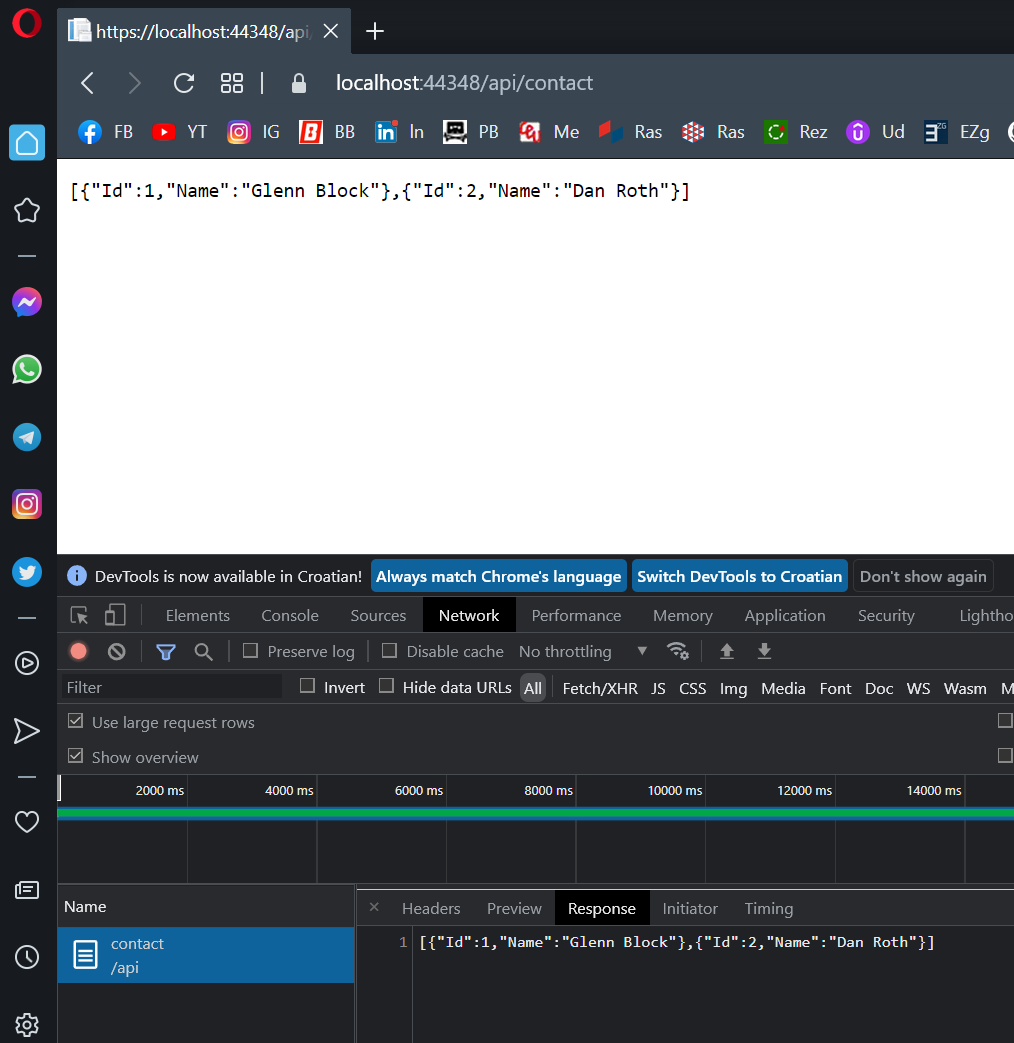 https://localhost:44348/api/
localhost:44348/api/contact
FB YT IG BB In PB Me Ras Ras Rez Ud EZg
[{"Id":1,"Name":"Glenn Block"},{"Id":2,"Name":"Dan Roth"}]
DevTools is now available in Croatian! Always match Chrome's language Switch DevTools to Croatian Don't show again
Elements Console Sources Network Performance Memory Application Security Lightho
Preserve log Disable cache No throttling
Filter Invert Hide data URLs All Fetch/XHR JS CSS Img Media Font Doc WS Wasm M
Use large request rows
Show overview
2000 ms 4000 ms 6000 ms 8000 ms 10000 ms 12000 ms 14000 ms
Name Headers Preview Response Initiator Timing
contact
/api
1 [{"Id":1,"Name":"Glenn Block"},{"Id":2,"Name":"Dan Roth"}]